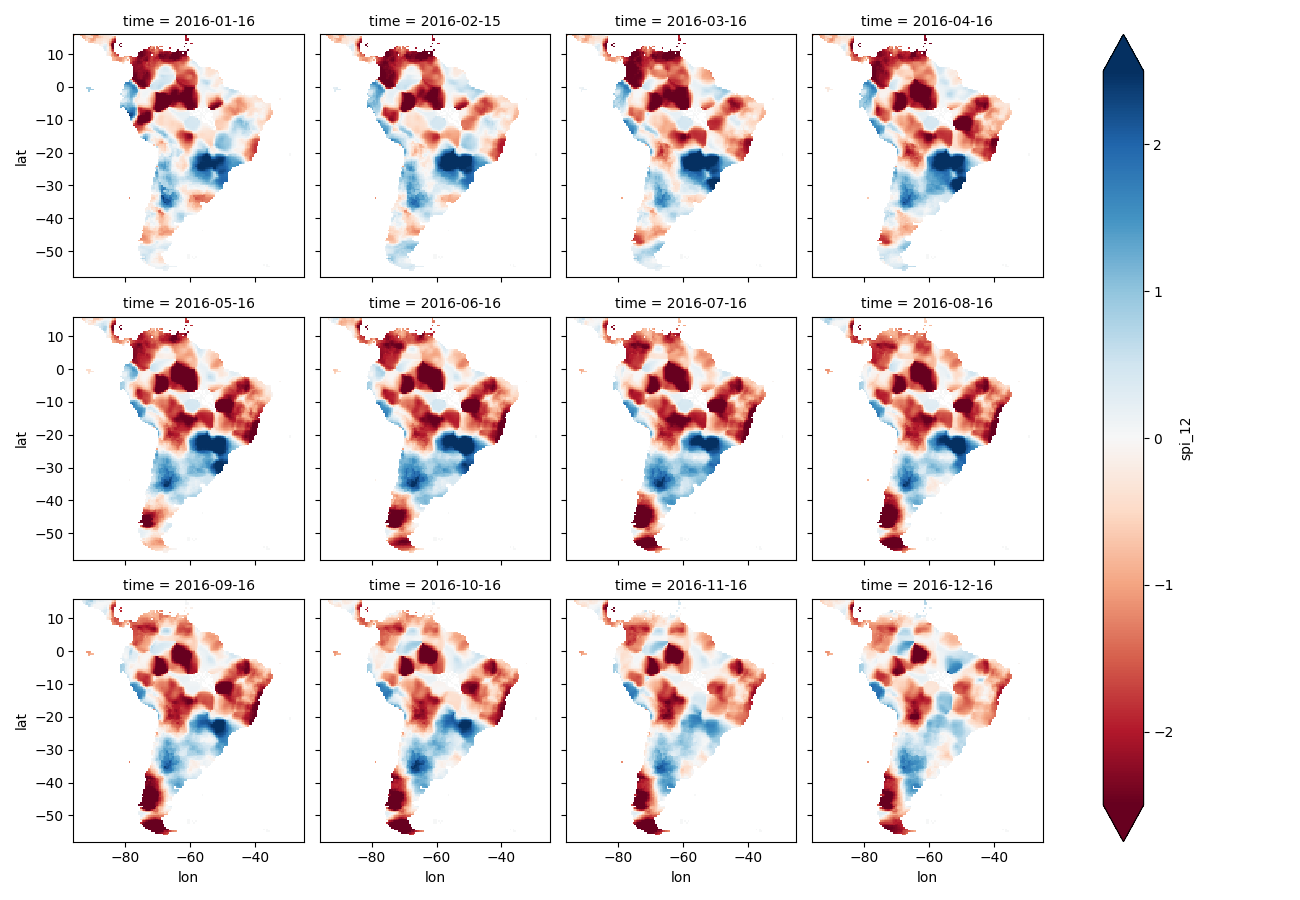 time = 2016-01-16
time = 2016-02-15
time = 2016-03-16
time = 2016-04-16
10
0
−10
−20
−30
−40
−50
lat
time = 2016-05-16
time = 2016-06-16
time = 2016-07-16
time = 2016-08-16
10
0
−10
−20
−30
−40
−50
lat
time = 2016-09-16
time = 2016-10-16
time = 2016-11-16
time = 2016-12-16
10
0
−10
−20
−30
−40
−50
lat
−80 −60 −40
−80 −60 −40
−80 −60 −40
−80 −60 −40
lon
lon
lon
lon
2
1
0
−1
−2
spi_12